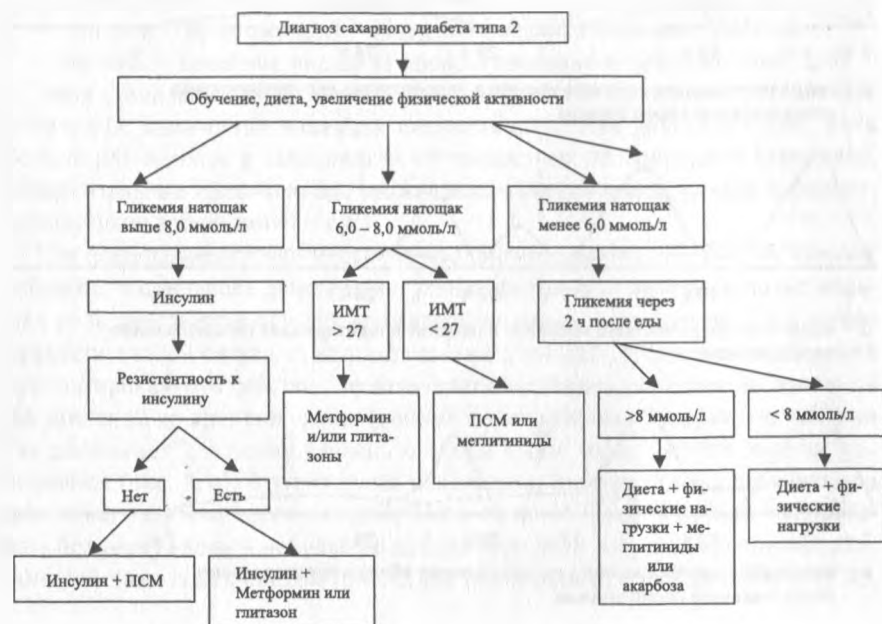 Диагноз сахарного диабета типа 2
Обучение, диета, увеличение физической активности
Гликемия натощак
выше 8,0 ммоль/л
Гликемия натощак
6,0 – 8,0 ммоль/л
Гликемия натощак
менее 6,0 ммоль/л
Инсулин
ИМТ
> 27
ИМТ
< 27
Гликемия через
2 ч после еды
Резистентность к
инсулину
Метформин
и/или глита-
зоны
ПСМ или
меглитиниды
>8 ммоль/л
< 8 ммоль/л
Нет
Есть
Диета + фи-
зические на-
грузки + ме-
глитиниды
или
акарбоза
Диета + фи-
зические
нагрузки
Инсулин + ПСМ
Инсулин +
Метформин или
глитазон